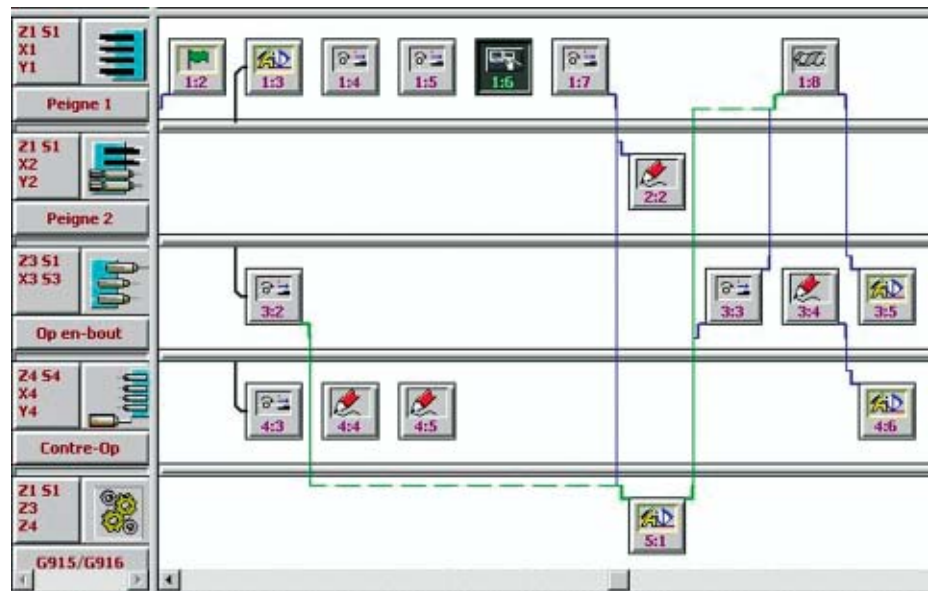 Z1 S1
X1
Y1
Peigne 1
1:2 1:3 1:4 1:5 1:6 1:7 1:8
Z1 S1
X2
Y2
Peigne 2
2:2
Z3 S1
X3 S3
Op en-bout
3:2 3:3 3:4 3:5
Z4 S4
X4
Y4
Contre-Op
4:3 4:4 4:5 4:6
Z1 S1
Z3
Z4
G915/G916
5:1